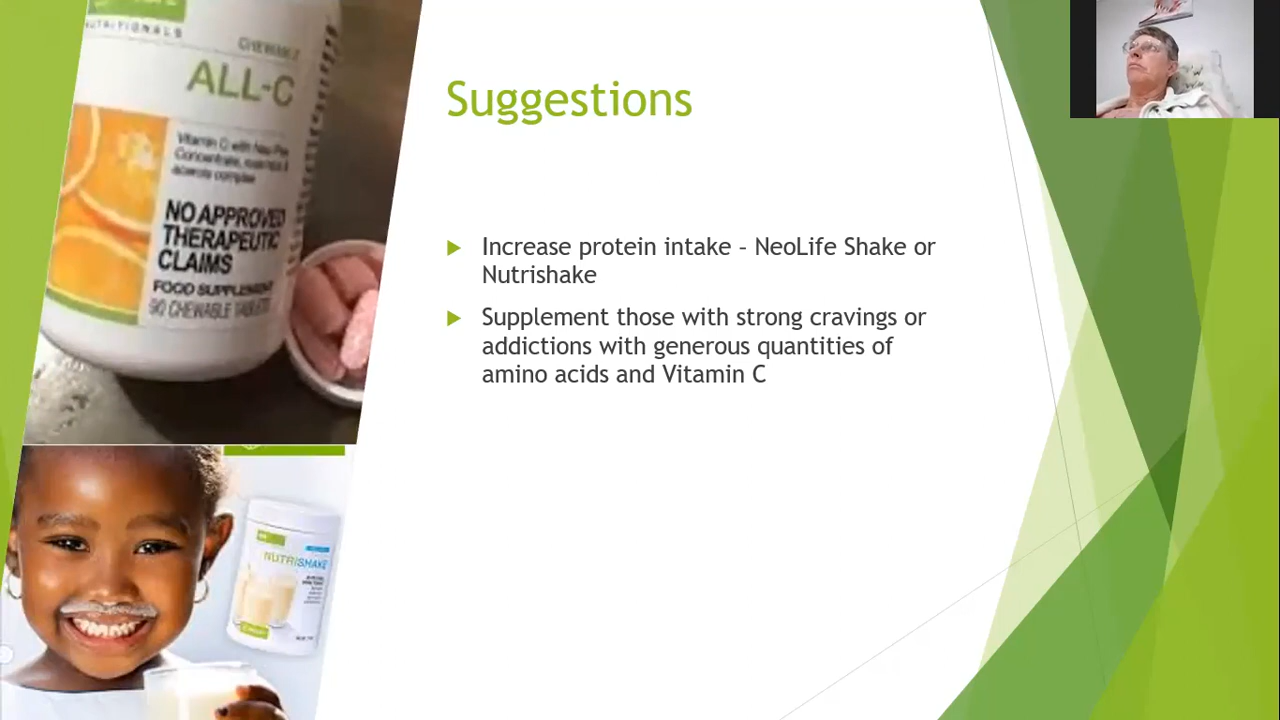 NUTRITIONALS
CHEWABLE
ALL-C
Vitamin C with Neo-Plex
Concentrate, rose hips &
acerola complex
NO APPROVED
THERAPEUTIC
CLAIMS
FOOD SUPPLEMENT
90 CHEWABLE TABLETS
Suggestions
Increase protein intake – NeoLife Shake or
Nutrishake
Supplement those with strong cravings or
addictions with generous quantities of
amino acids and Vitamin C
NUTRISHAKE